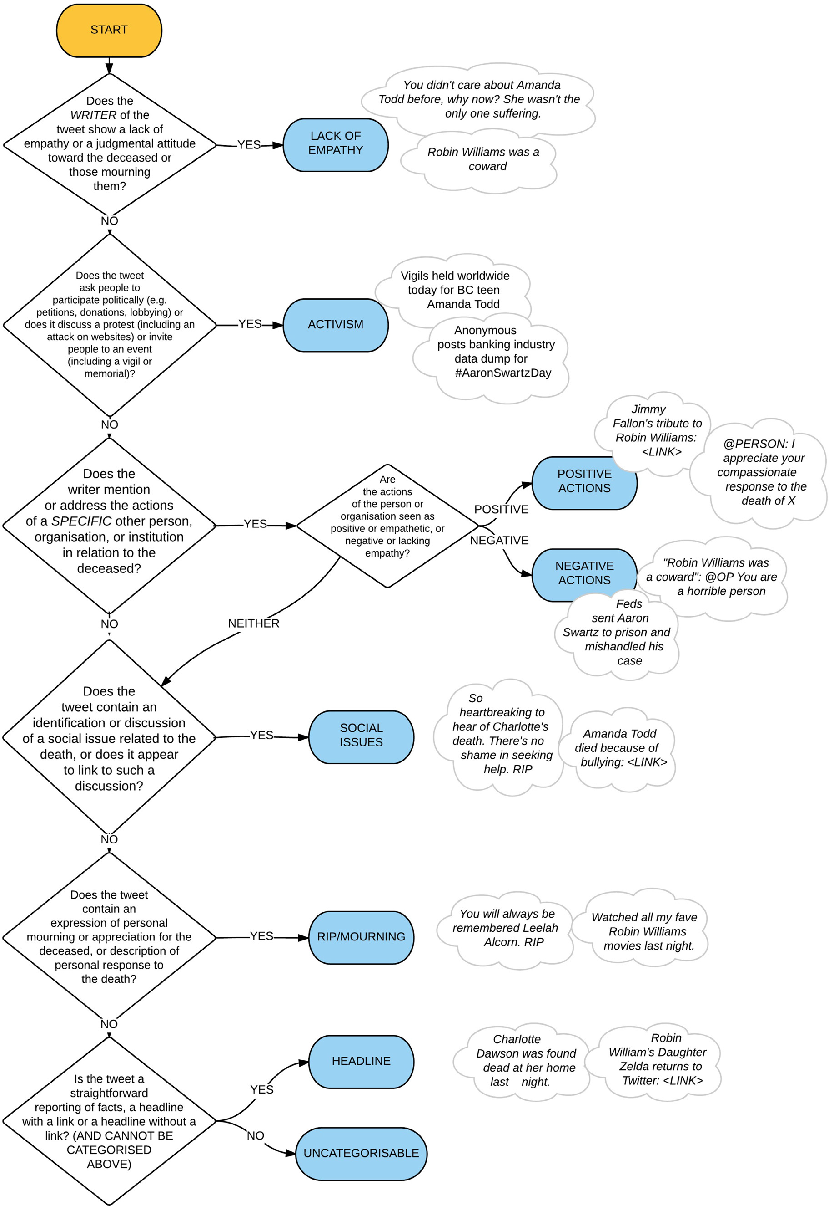 START
Does the
WRITER of the
tweet show a lack of
empathy or a judgmental attitude
toward the deceased or
those mourning
them?
YES
LACK OF
EMPATHY
You didn't care about Amanda
Todd before, why now? She wasn't the
only one suffering.
Robin Williams was a
coward
NO
Does the tweet
ask people to
participate politically (e.g.
petitions, donations, lobbying) or
does it discuss a protest (including an
attack on websites) or invite
people to an event
(including a vigil or
memorial)?
YES
ACTIVISM
Vigils held worldwide
today for BC teen
Amanda Todd
Anonymous
posts banking industry
data dump for
#AaronSwartzDay
NO
Does the
writer mention
or address the actions
of a SPECIFIC other person,
organisation, or institution
in relation to the
deceased?
YES
Are
the actions
of the person or
organisation seen as
positive or empathetic, or
negative or lacking
empathy?
POSITIVE
POSITIVE
ACTIONS
Jimmy
Fallon's tribute to
Robin Williams:
<LINK>
@PERSON: I
appreciate your
compassionate
response to the
death of X
NEGATIVE
NEGATIVE
ACTIONS
"Robin Williams was
a coward": @OP You are
a horrible person
Feds
sent Aaron
Swartz to prison and
mishandled his
case
NEITHER
NO
Does the
tweet contain an
identification or discussion
of a social issue related to the
death, or does it appear
to link to such a
discussion?
YES
SOCIAL
ISSUES
So
heartbreaking to
hear of Charlotte's
death. There's no
shame in seeking
help. RIP
Amanda Todd
died because of
bullying: <LINK>
NO
Does the tweet
contain an
expression of personal
mourning or appreciation for the
deceased, or description of
personal response to
the death?
YES
RIP/MOURNING
You will always be
remembered Leelah
Alcorn. RIP
Watched all my fave
Robin Williams
movies last night.
NO
Is the tweet a
straightforward
reporting of facts, a headline
with a link or a headline without a
link? (AND CANNOT BE
CATEGORISED
ABOVE)
YES
HEADLINE
Charlotte
Dawson was found
dead at her home
last night.
Robin
William's Daughter
Zelda returns to
Twitter: <LINK>
NO
UNCATEGORISABLE